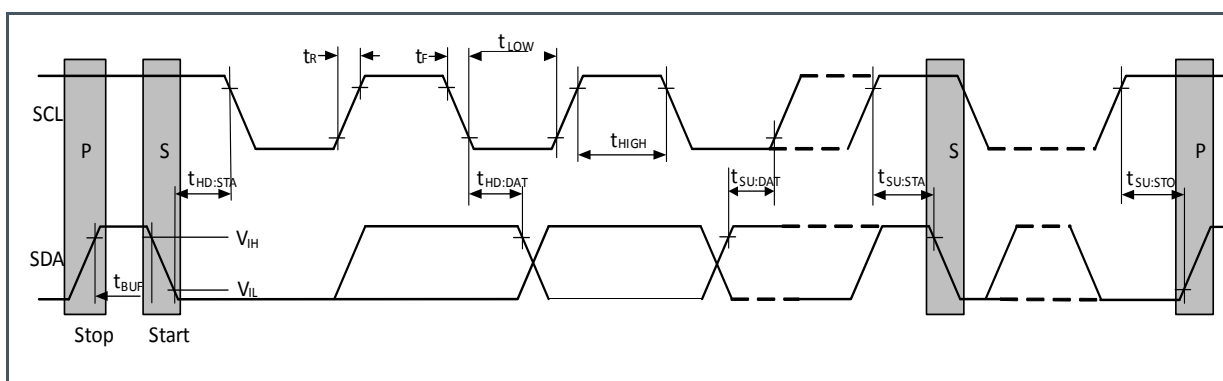 tR tF tLOW
SCL P S tHIGH S P
tHD:STA tHD:DAT tSU:DAT tSU:STA tSU:STO
VIH
SDA
tBUF VIL
Stop Start